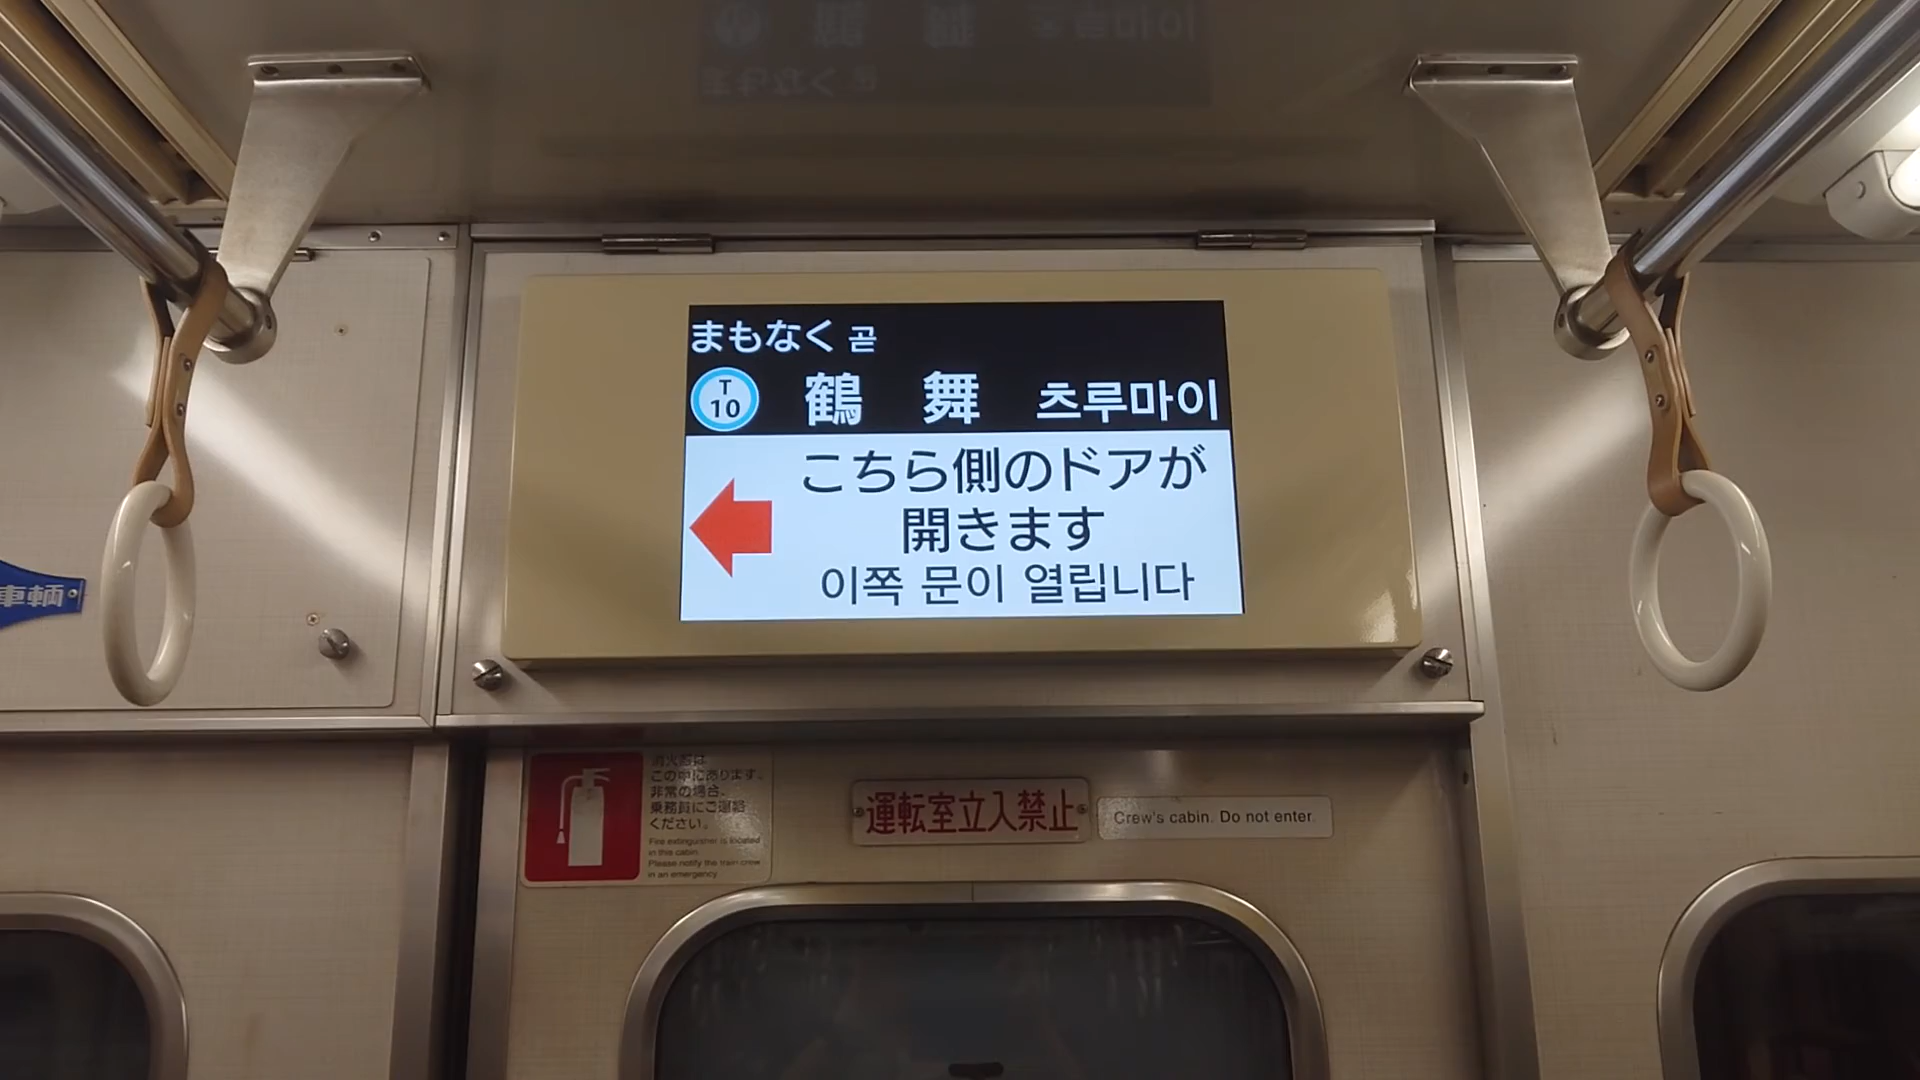 まもなく 곧
T 10 鶴 舞 츠루마이
こちら側のドアが
開きます
이쪽 문이 열립니다
車輌
消火器は
この中にあります。
非常の場合、
乗務員にご連絡
ください。
Fire extinguisher is located
in this cabin.
Please notify the train crew
in an emergency
運転室立入禁止
Crew's cabin. Do not enter.